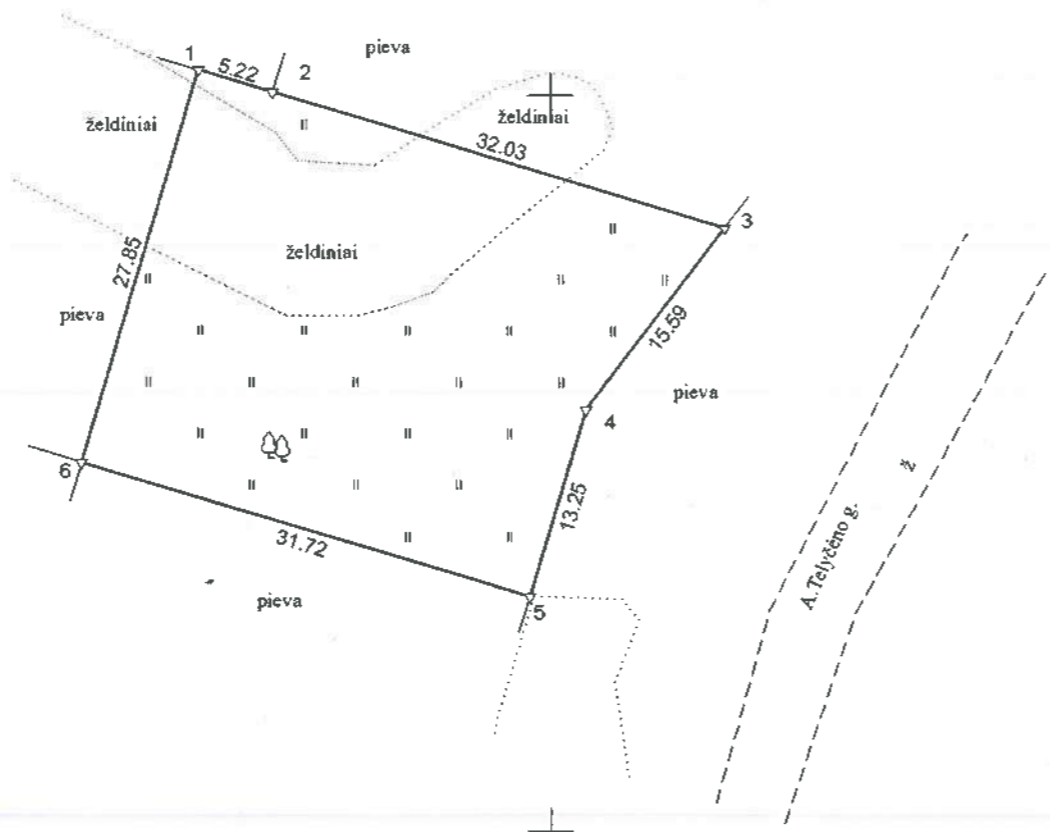 pieva
1
5.22
2
želdiniai
želdiniai
32.03
3
želdiniai
27.85
15.59
pieva
pieva
4
6
A.Telyčėno g.
ž
13.25
31.72
pieva
5